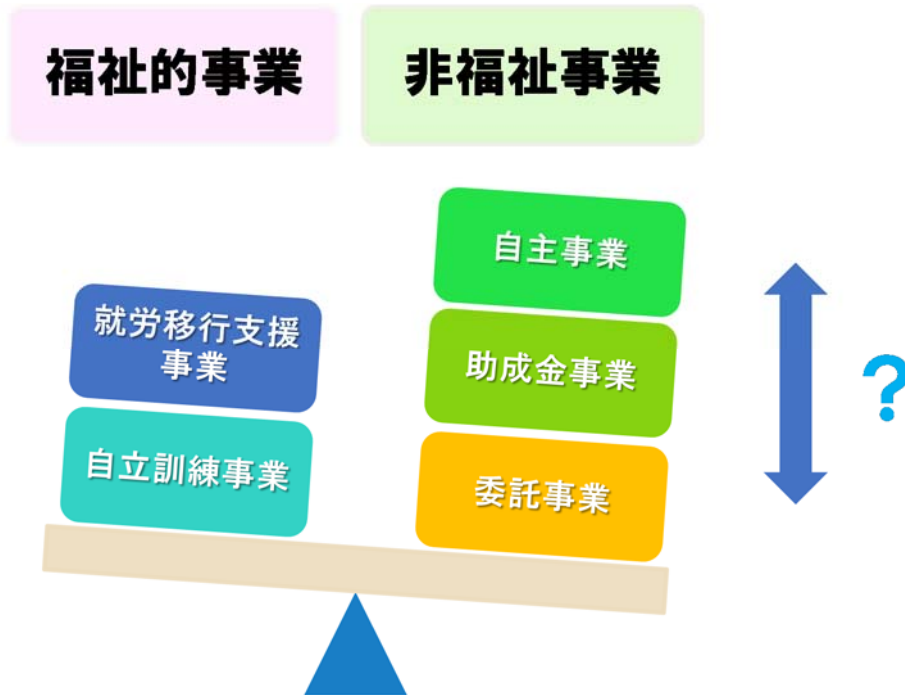 福祉的事業
非福祉事業
就労移行支援
事業
自立訓練事業
自主事業
助成金事業
委託事業
?